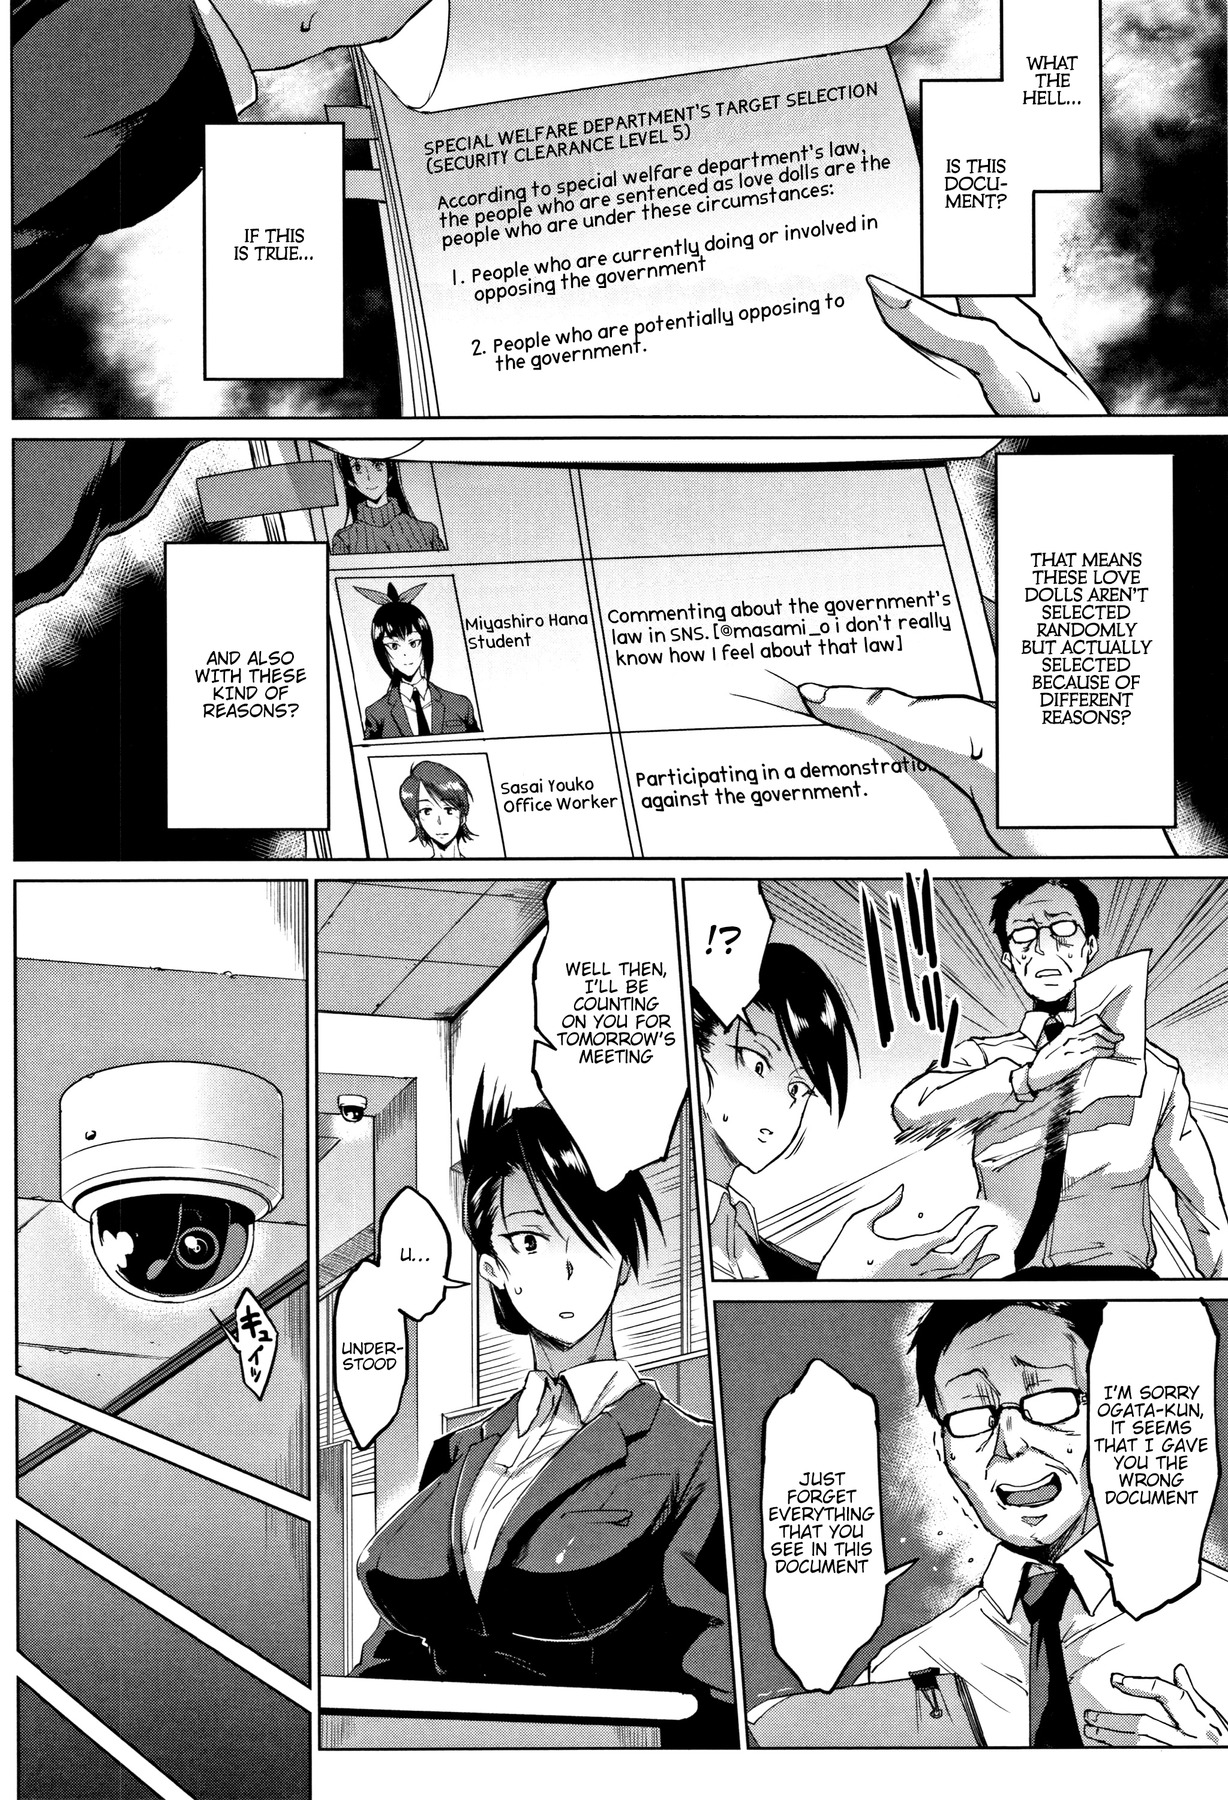 WHAT
THE
HELL...
IS THIS
DOCU-
MENT?
SPECIAL WELFARE DEPARTMENT'S TARGET SELECTION
(SECURITY CLEARANCE LEVEL 5)
According to special welfare department's law,
the people who are sentenced as love dolls are the
people who are under these circumstances:
1. People who are currently doing or involved in
opposing the government
2. People who are potentially opposing to
the government.
IF THIS
IS TRUE...
THAT MEANS
THESE LOVE
DOLLS AREN'T
SELECTED
RANDOMLY
BUT ACTUALLY
SELECTED
BECAUSE OF
DIFFERENT
REASONS?
Miyashiro Hana
Student
Commenting about the government's
law in SNS. [@masami_o i don't really
know how I feel about that law]
Sasai Youko
Office Worker
Participating in a demonstration
against the government.
AND ALSO
WITH THESE
KIND OF
REASONS?
!?
I'M SORRY
OGATA-KUN,
IT SEEMS
THAT I GAVE
YOU THE
WRONG
DOCUMENT
JUST
FORGET
EVERYTHING
THAT YOU
SEE IN THIS
DOCUMENT
WELL THEN,
I'LL BE
COUNTING
ON YOU FOR
TOMORROW'S
MEETING
U...
UNDER-
STOOD
キュイッ